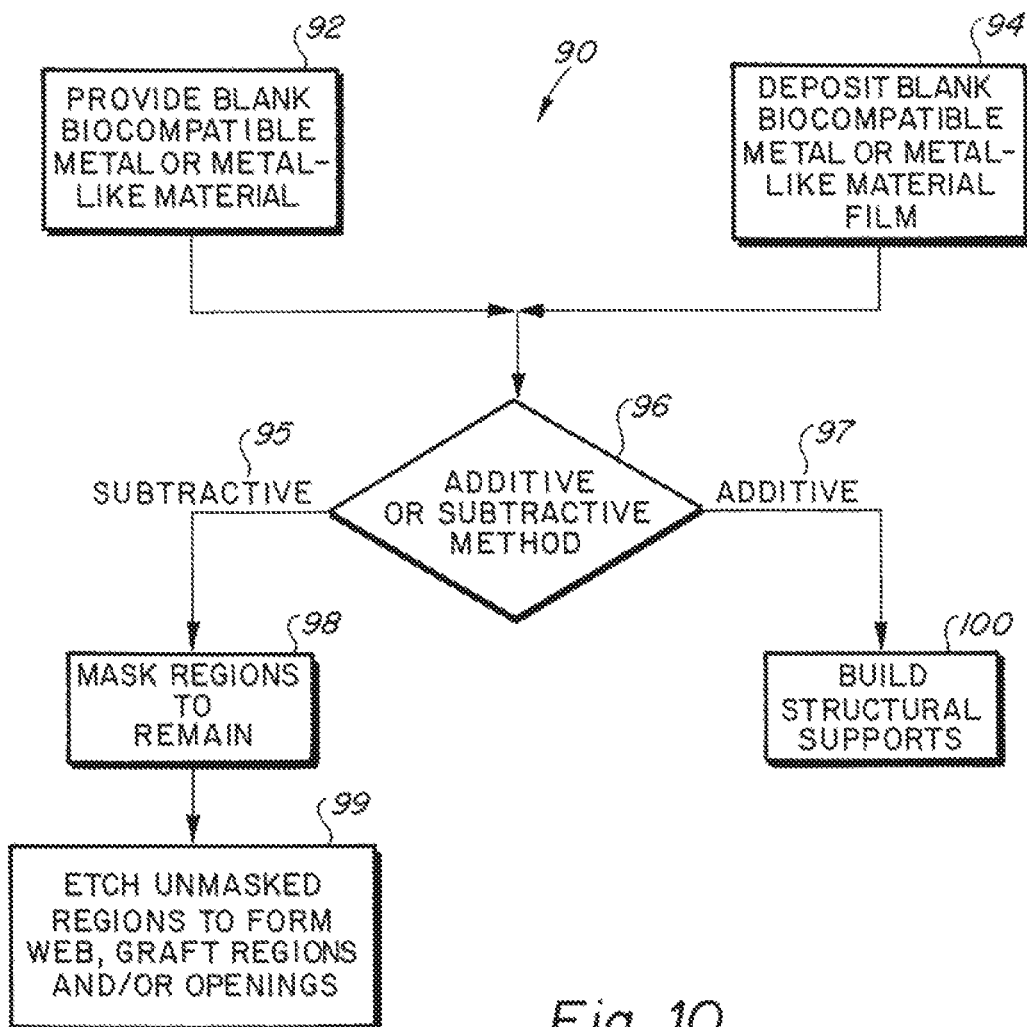 92
90
94
PROVIDE BLANK
BIOCOMPATIBLE
METAL OR METAL-
LIKE MATERIAL
DEPOSIT BLANK
BIOCOMPATIBLE
METAL OR METAL-
LIKE MATERIAL
FILM
96
95
97
SUBTRACTIVE
ADDITIVE
OR SUBTRACTIVE
METHOD
ADDITIVE
98
MASK REGIONS
TO
REMAIN
100
BUILD
STRUCTURAL
SUPPORTS
99
ETCH UNMASKED
REGIONS TO FORM
WEB, GRAFT REGIONS
AND/OR OPENINGS
Fig. 10